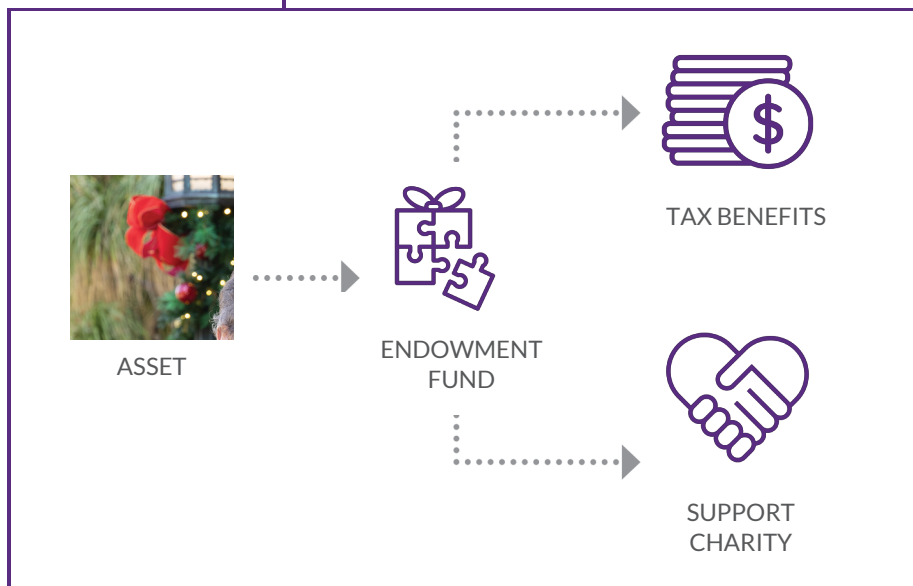 $
TAX BENEFITS
ASSET
ENDOWMENT
FUND
SUPPORT
CHARITY